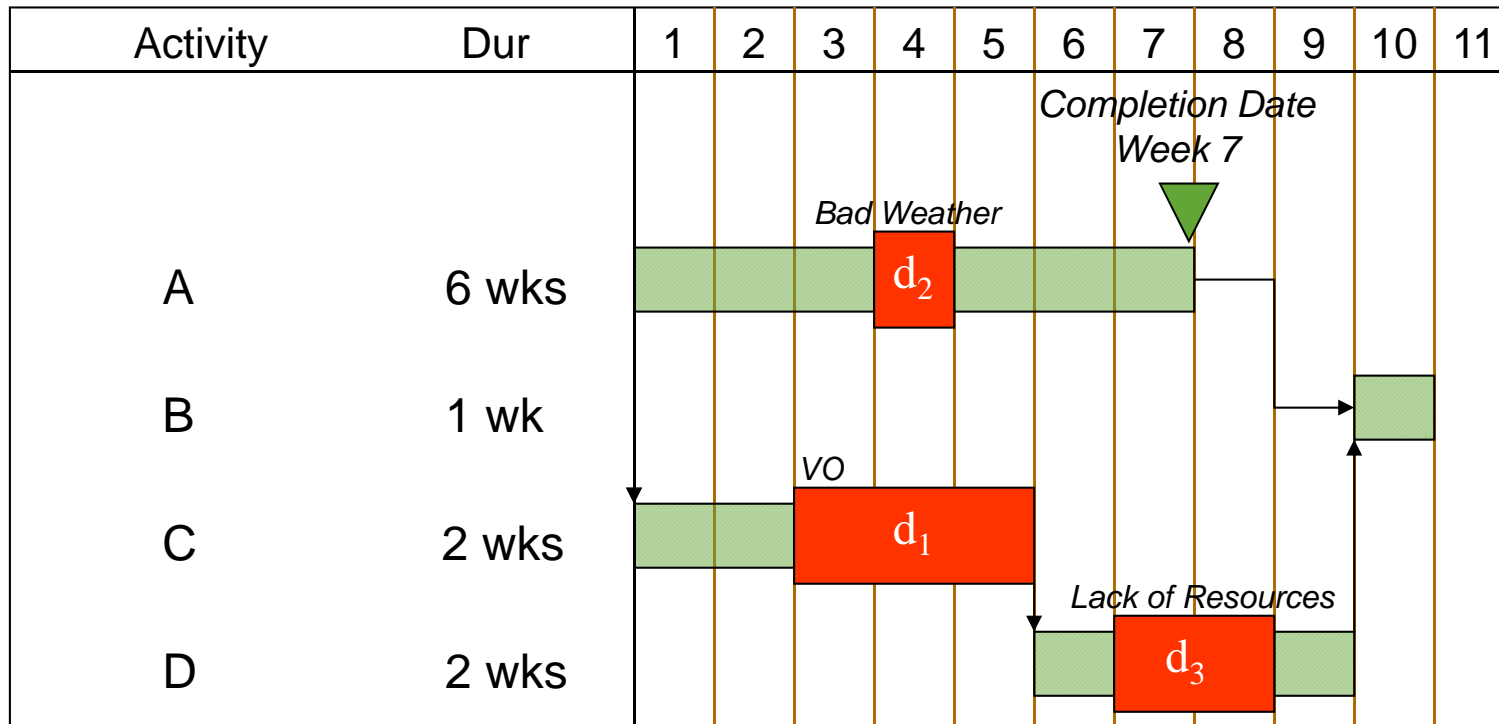 Activity Dur 1 2 3 4 5 6 7 8 9 10 11
Completion Date
Week 7
Bad Weather
A 6 wks d₂
B 1 wk
VO
C 2 wks d₁
Lack of Resources
D 2 wks d₃